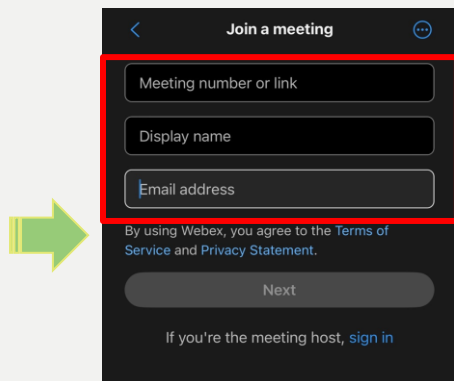 Join a meeting
Meeting number or link
Display name
Email address
By using Webex, you agree to the Terms of
Service and Privacy Statement.
Next
If you're the meeting host, sign in